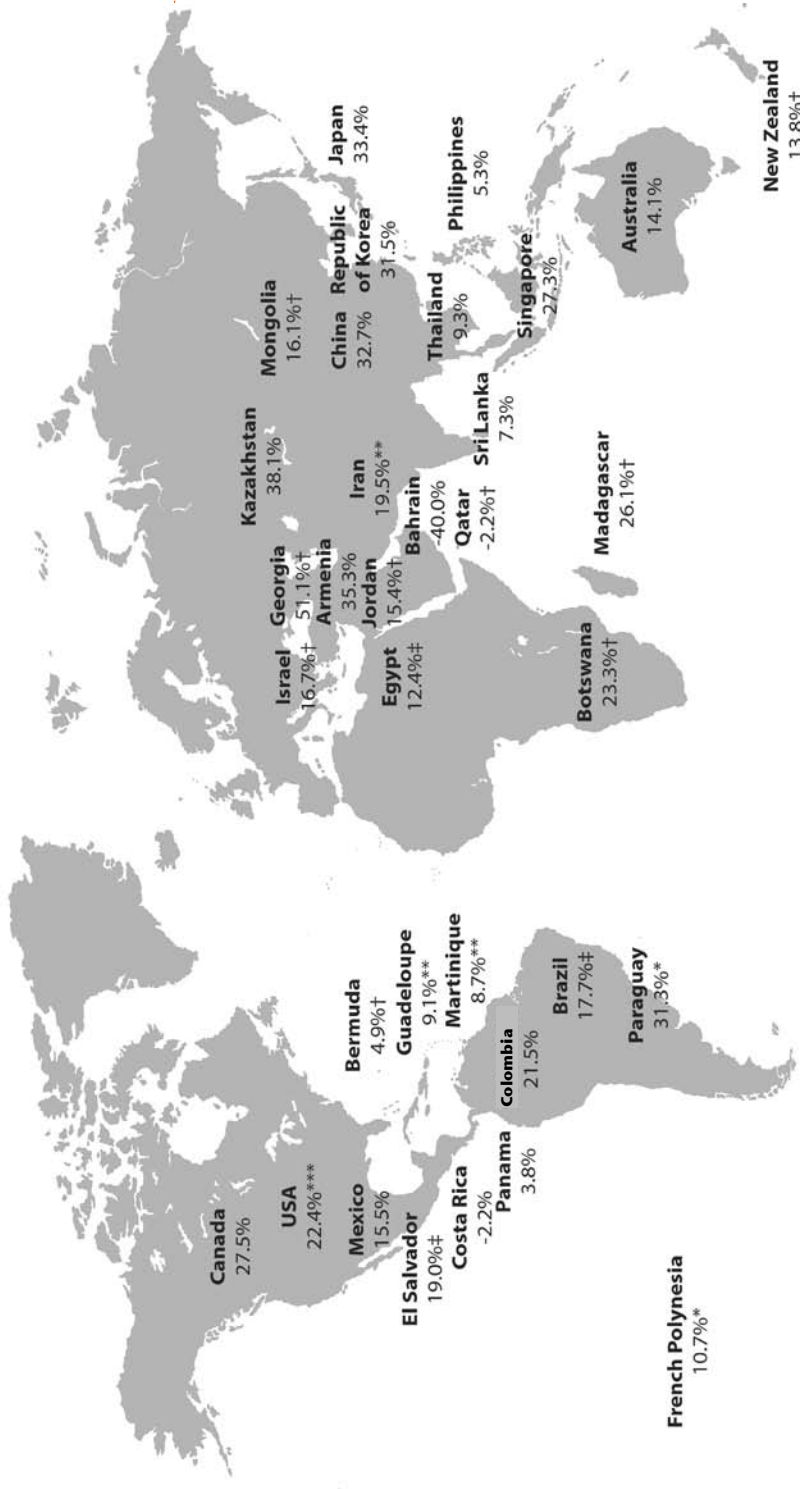 Canada
27.5%
USA
22.4%***
Mexico
15.5%
El Salvador
19.0%‡
Costa Rica
-2.2%
Panama
3.8%
Bermuda
4.9%†
Guadeloupe
9.1%**
Martinique
8.7%**
Colombia
21.5%
Brazil
17.7%‡
Paraguay
31.3%*
French Polynesia
10.7%*
Israel
16.7%‡
Georgia
51.1%†
Armenia
35.3%
Jordan
15.4%†
Egypt
12.4%‡
Kazakhstan
38.1%
Iran
19.5%**
Bahrain
-40.0%
Qatar
-2.2%†
Botswana
23.3%†
Madagascar
26.1%†
Mongolia
16.1%†
China
32.7%
Republic
of Korea
31.5%
Japan
33.4%
Thailand
9.3%
Philippines
5.3%
Sri Lanka
7.3%
Singapore
27.3%
Australia
14.1%
New Zealand
13.8%†